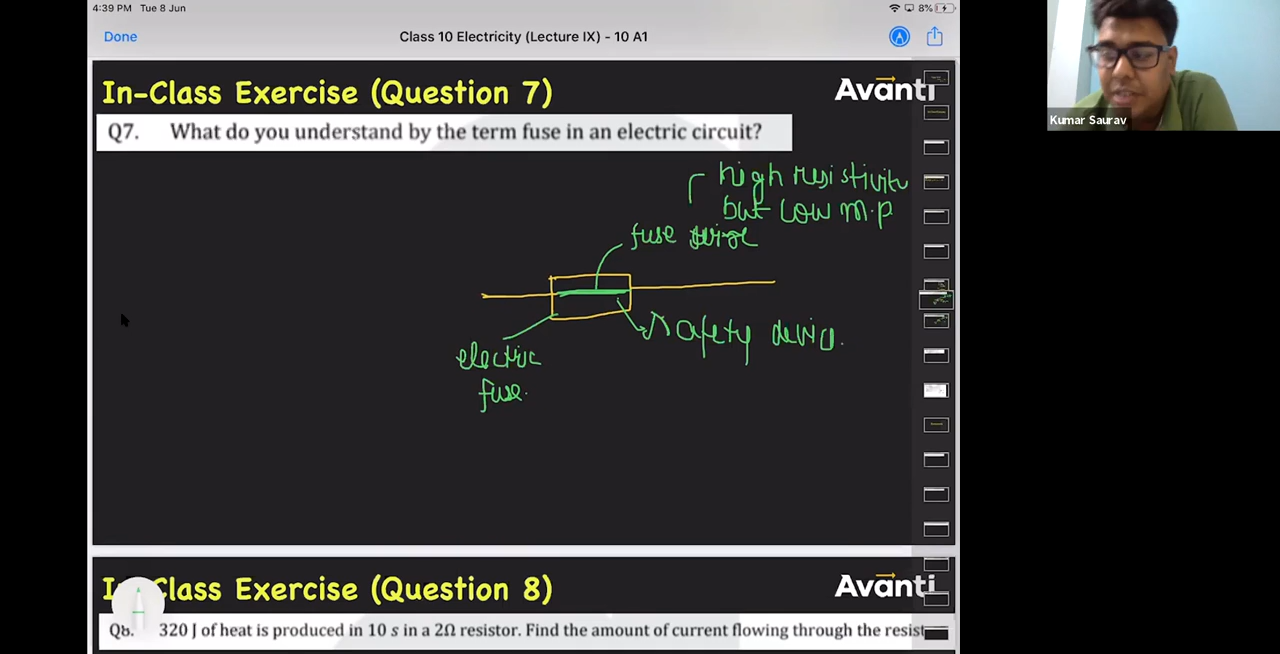 4:39 PM Tue 8 Jun
8%
Done
Class 10 Electricity (Lecture IX) - 10 A1
In-Class Exercise (Question 7)
Avanti
Q7. What do you understand by the term fuse in an electric circuit?
high resistivity
but low m.p
fuse wire
safety device.
electric
fuse.
Class Exercise (Question 8)
Avanti
Q8. 320 J of heat is produced in 10 s in a 2Ω resistor. Find the amount of current flowing through the resist
Kumar Saurav